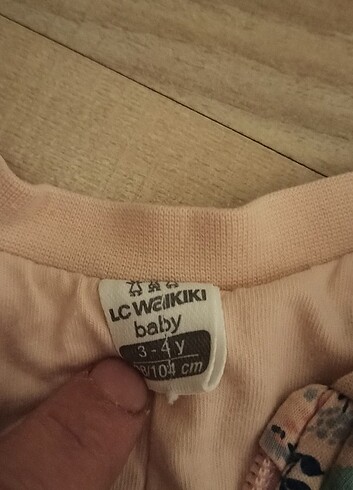 LC WAIKIKI
baby
3 - 4 y
/104 cm